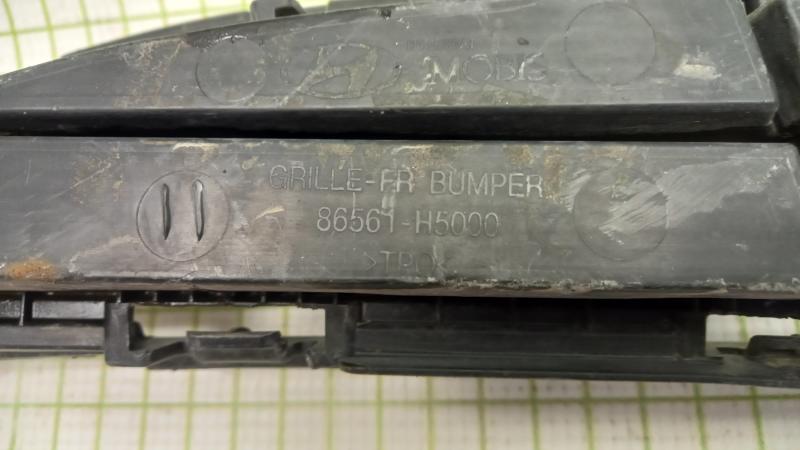 MOBIS
GRILLE-FR BUMPER
86561-H5000
>TPO<